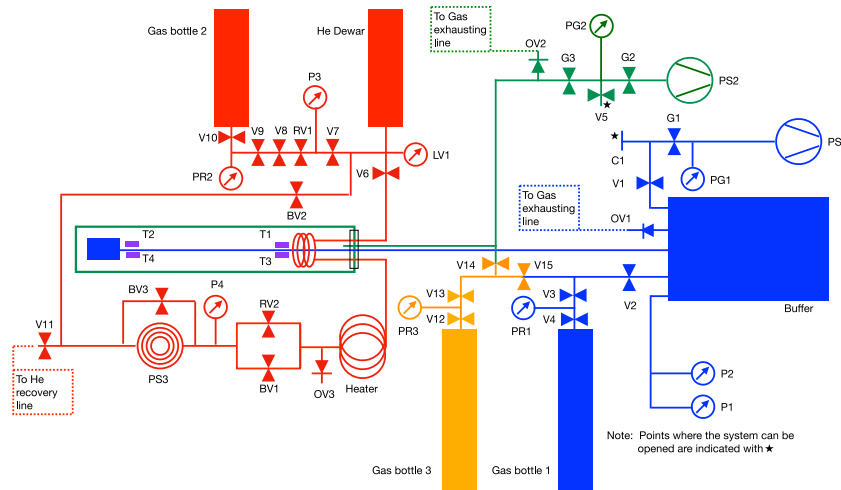 Gas bottle 2
He Dewar
To Gas
exhausting
line
PG2
OV2
G3
G2
PS2
P3
V5
★
G1
★
PS
V10
V9
V8
RV1
V7
LV1
C1
PR2
V6
V1
PG1
BV2
To Gas
exhausting
line
OV1
T2
T1
T4
T3
V14
V15
BV3
P4
V13
V3
V2
Buffer
RV2
PR3
V12
PR1
V4
V11
PS3
BV1
OV3
Heater
To He
recovery
line
P2
P1
Note: Points where the system can be
opened are indicated with ★
Gas bottle 3
Gas bottle 1